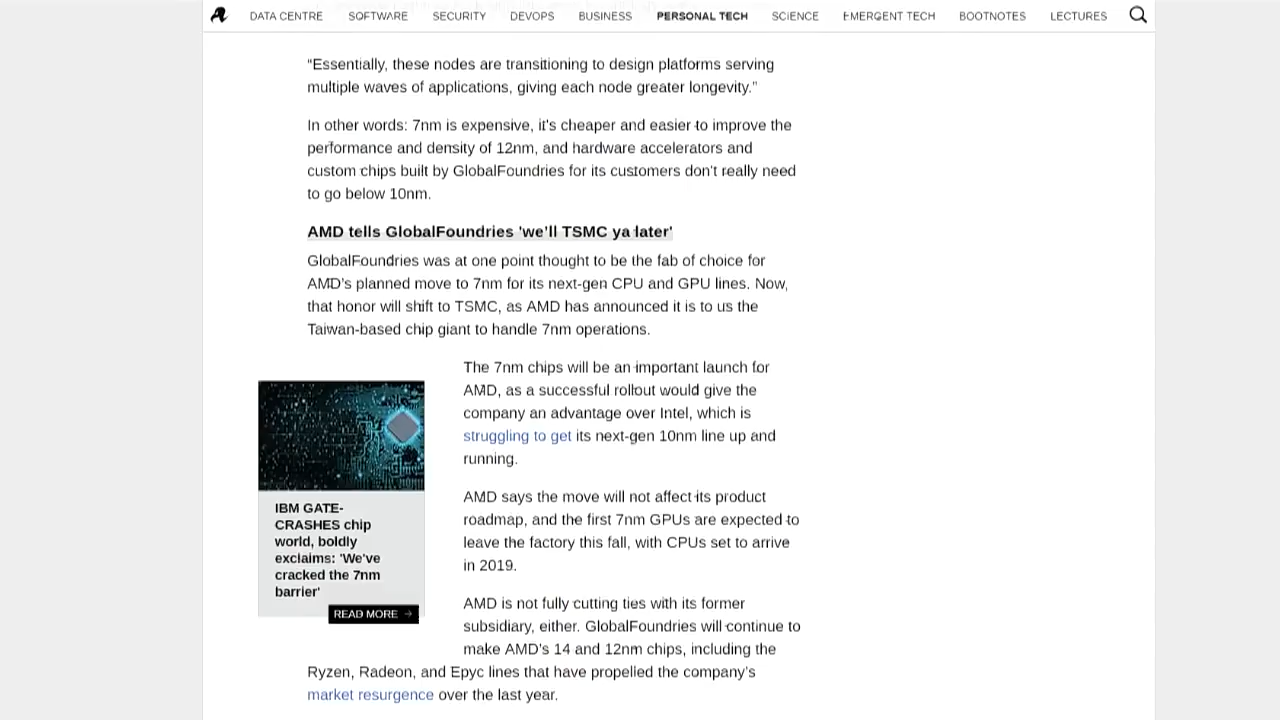 DATA CENTRE SOFTWARE SECURITY DEVOPS BUSINESS PERSONAL TECH SCIENCE EMERGENT TECH BOOTNOTES LECTURES
"Essentially, these nodes are transitioning to design platforms serving
multiple waves of applications, giving each node greater longevity."
In other words: 7nm is expensive, it's cheaper and easier to improve the
performance and density of 12nm, and hardware accelerators and
custom chips built by GlobalFoundries for its customers don't really need
to go below 10nm.
AMD tells GlobalFoundries 'we'll TSMC ya later'
GlobalFoundries was at one point thought to be the fab of choice for
AMD's planned move to 7nm for its next-gen CPU and GPU lines. Now,
that honor will shift to TSMC, as AMD has announced it is to us the
Taiwan-based chip giant to handle 7nm operations.
The 7nm chips will be an important launch for
AMD, as a successful rollout would give the
company an advantage over Intel, which is
struggling to get its next-gen 10nm line up and
running.
IBM GATE-
CRASHES chip
world, boldly
exclaims: 'We've
cracked the 7nm
barrier'
READ MORE →
AMD says the move will not affect its product
roadmap, and the first 7nm GPUs are expected to
leave the factory this fall, with CPUs set to arrive
in 2019.
AMD is not fully cutting ties with its former
subsidiary, either. GlobalFoundries will continue to
make AMD's 14 and 12nm chips, including the
Ryzen, Radeon, and Epyc lines that have propelled the company's
market resurgence over the last year.